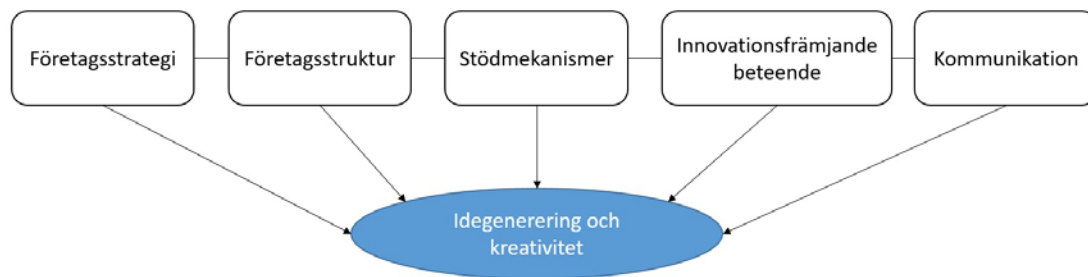 Företagsstrategi
Företagsstruktur
Stödmekanismer
Innovationsfrämjande
beteende
Kommunikation
Idegenerering och
kreativitet